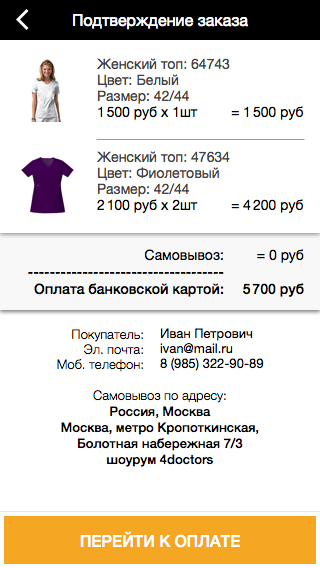 Подтверждение заказа
Женский топ: 64743
Цвет: Белый
Размер: 42/44
1 500 руб x 1шт = 1 500 руб
Женский топ: 47634
Цвет: Фиолетовый
Размер: 42/44
2 100 руб x 2шт = 4 200 руб
Самовывоз: = 0 руб
------------------------------------
Оплата банковской картой: 5 700 руб
Покупатель: Иван Петрович
Эл. почта: ivan@mail.ru
Моб. телефон: 8 (985) 322-90-89
Самовывоз по адресу:
Россия, Москва
Москва, метро Кропоткинская,
Болотная набережная 7/3
шоурум 4doctors
ПЕРЕЙТИ К ОПЛАТЕ